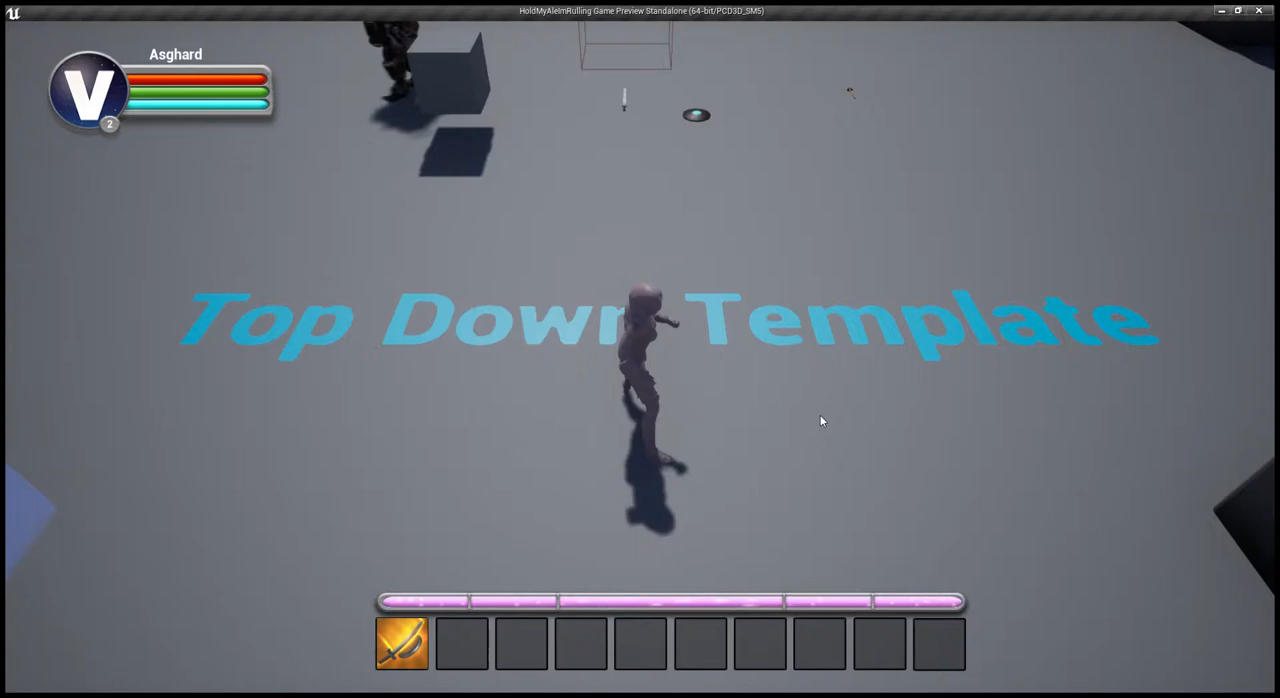 HoldMyAleImRulling Game Preview Standalone (64-bit/PCD3D_SM5)
Asghard
V
2
Top Down Template